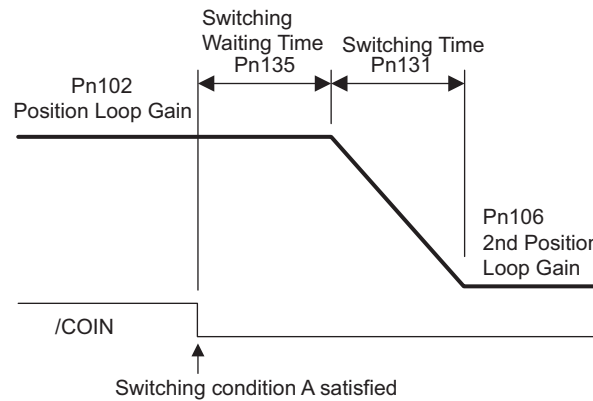 Switching
Waiting Time
Pn135
Switching Time
Pn131
Pn102
Position Loop Gain
Pn106
2nd Position
Loop Gain
/COIN
Switching condition A satisfied